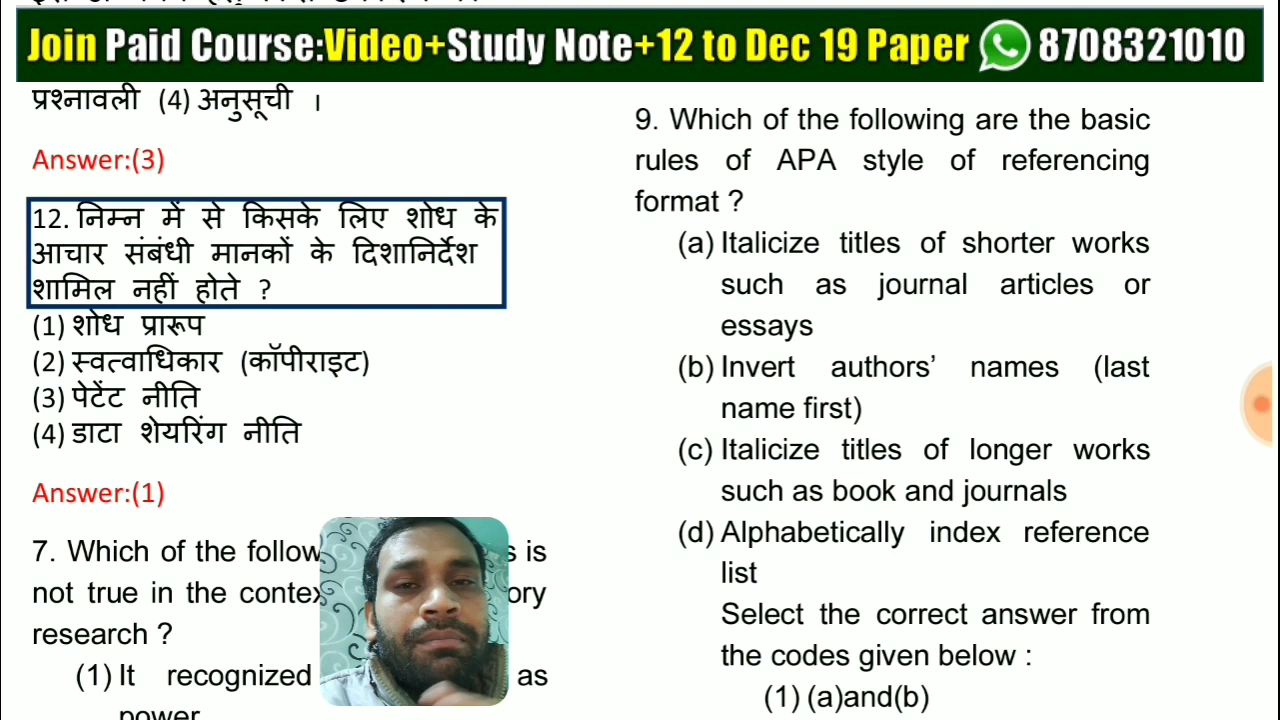 Join Paid Course:Video+Study Note+12 to Dec 19 Paper 8708321010
प्रश्नावली (4) अनुसूची ।
Answer:(3)
12. निम्न में से किसके लिए शोध के
आचार संबंधी मानकों के दिशानिर्देश
शामिल नहीं होते ?
(1) शोध प्रारूप
(2) स्वत्वाधिकार (कॉपीराइट)
(3) पेटेंट नीति
(4) डाटा शेयरिंग नीति
Answer:(1)
7. Which of the follow s is
not true in the contex ory
research ?
(1) It recognized as
power
9. Which of the following are the basic
rules of APA style of referencing
format ?
(a) Italicize titles of shorter works
such as journal articles or
essays
(b) Invert authors’ names (last
name first)
(c) Italicize titles of longer works
such as book and journals
(d) Alphabetically index reference
list
Select the correct answer from
the codes given below :
(1) (a)and(b)